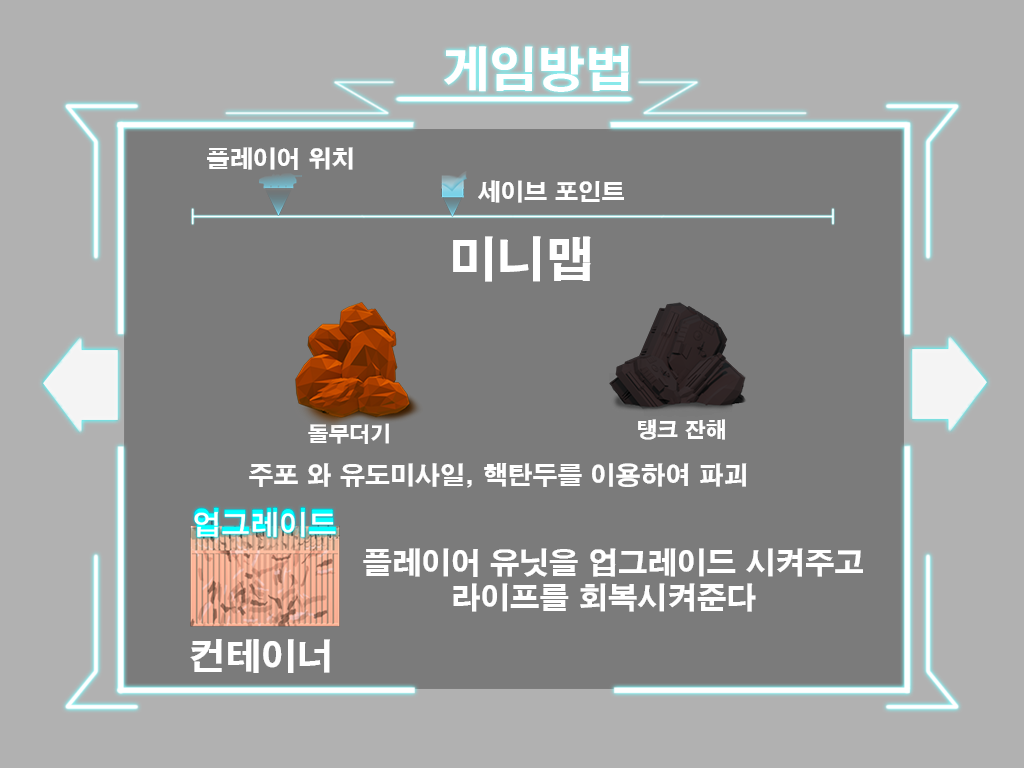 게임방법
플레이어 위치
세이브 포인트
미니맵
돌무더기
탱크 잔해
주포 와 유도미사일, 핵탄두를 이용하여 파괴
업그레이드
플레이어 유닛을 업그레이드 시켜주고
라이프를 회복시켜준다
컨테이너